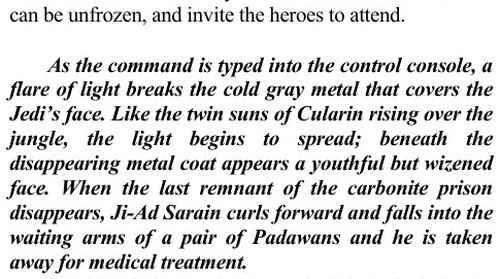 can be unfrozen, and invite the heroes to attend.
As the command is typed into the control console, a
flare of light breaks the cold gray metal that covers the
Jedi's face. Like the twin suns of Cularin rising over the
jungle, the light begins to spread; beneath the
disappearing metal coat appears a youthful but wizened
face. When the last remnant of the carbonite prison
disappears, Ji-Ad Sarain curls forward and falls into the
waiting arms of a pair of Padawans and he is taken
away for medical treatment.